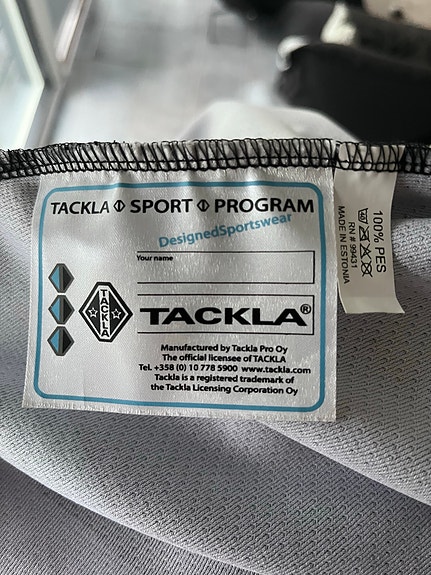 TACKLA SPORT PROGRAM
DesignedSportswear
Your name
TACKLA
TACKLA®
Manufactured by Tackla Pro Oy
The official licensee of TACKLA
Tel. +358 (0) 10 778 5900 www.tackla.com
Tackla is a registered trademark of
the Tackla Licensing Corporation Oy
100% PES
RN # 99431
MADE IN ESTONIA